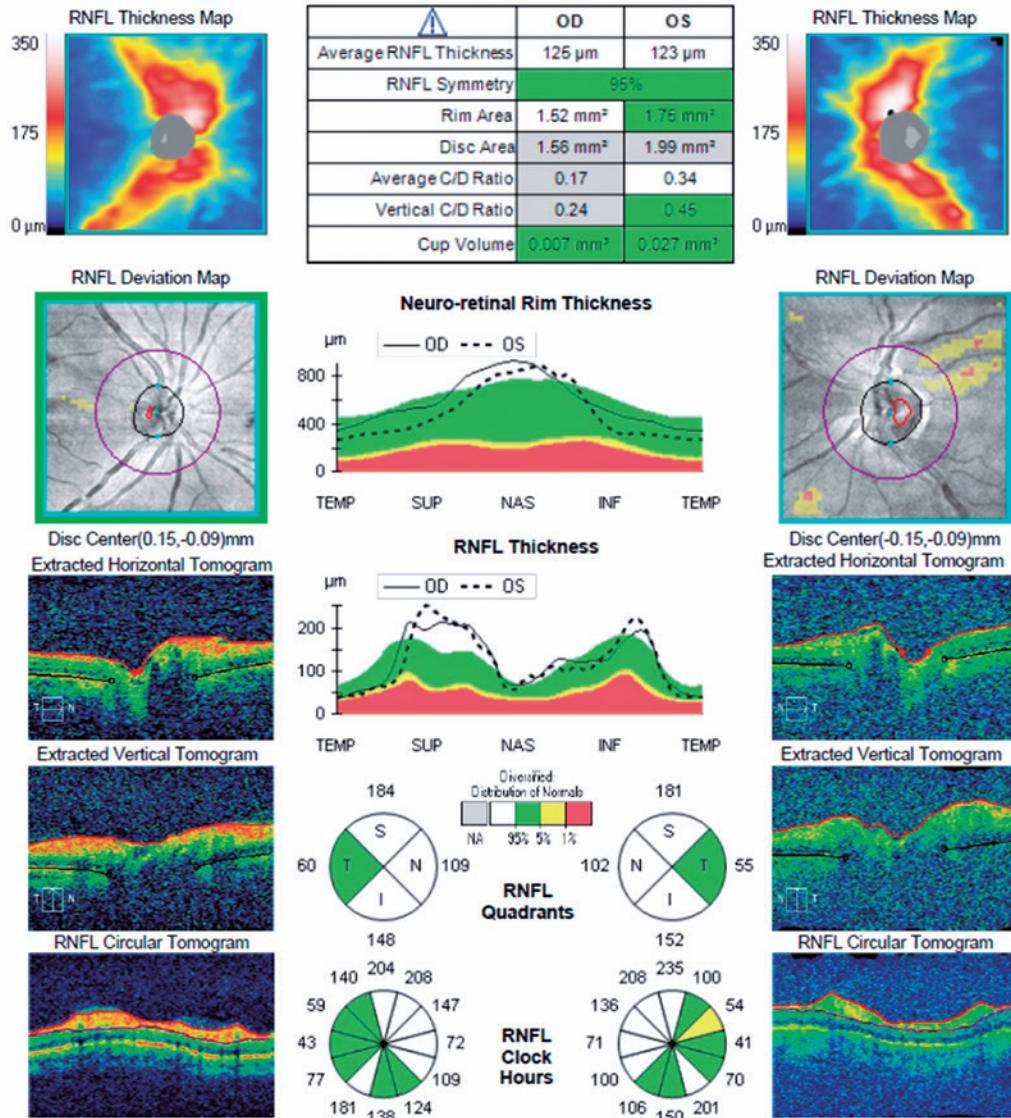 RNFL Thickness Map
350
175
0 µm
OD OS
Average RNFL Thickness 125 µm 123 µm
RNFL Symmetry 95%
Rim Area 1.52 mm² 1.75 mm²
Disc Area 1.56 mm² 1.99 mm²
Average C/D Ratio 0.17 0.34
Vertical C/D Ratio 0.24 0.45
Cup Volume 0.007 mm³ 0.027 mm³
RNFL Thickness Map
350
175
0 µm
RNFL Deviation Map
Disc Center(0.15,-0.09)mm
Neuro-retinal Rim Thickness
µm
OD OS
800
400
0
TEMP SUP NAS INF TEMP
RNFL Deviation Map
Disc Center(-0.15,-0.09)mm
Extracted Horizontal Tomogram
T N
RNFL Thickness
µm
OD OS
200
100
0
TEMP SUP NAS INF TEMP
Extracted Horizontal Tomogram
T N
Extracted Vertical Tomogram
T N
Diversified:
Distribution of Normals
NA 95% 5% 1%
184
S
60 T N 109
I
148
RNFL
Quadrants
181
S
102 N T 55
I
152
Extracted Vertical Tomogram
T N
RNFL Circular Tomogram
204
140 208
59 147
43 72
77 109
181 124
138
RNFL
Clock
Hours
235
208 100
136 54
71 41
100 70
106 201
150
RNFL Circular Tomogram